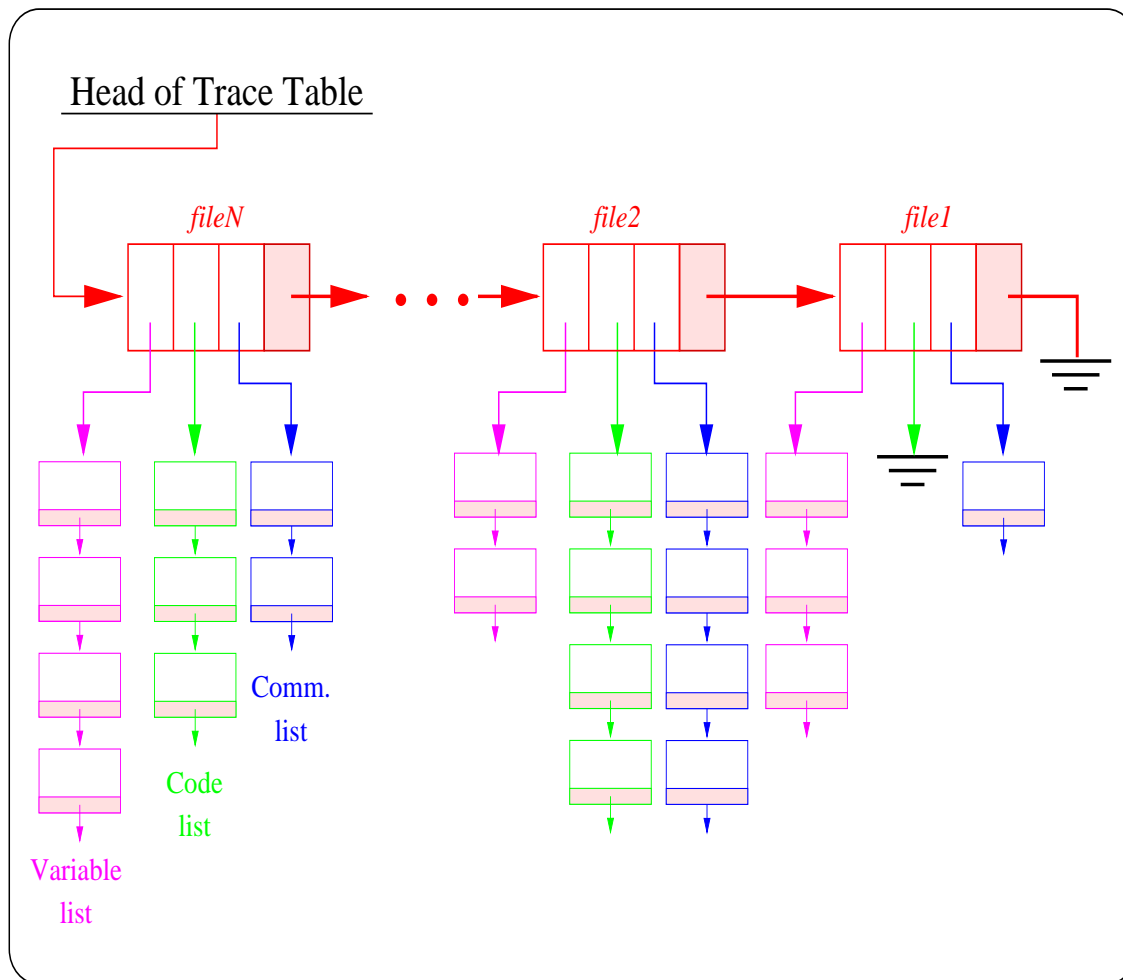 Head of Trace Table
fileN
file2
file1
Comm.
list
Code
list
Variable
list